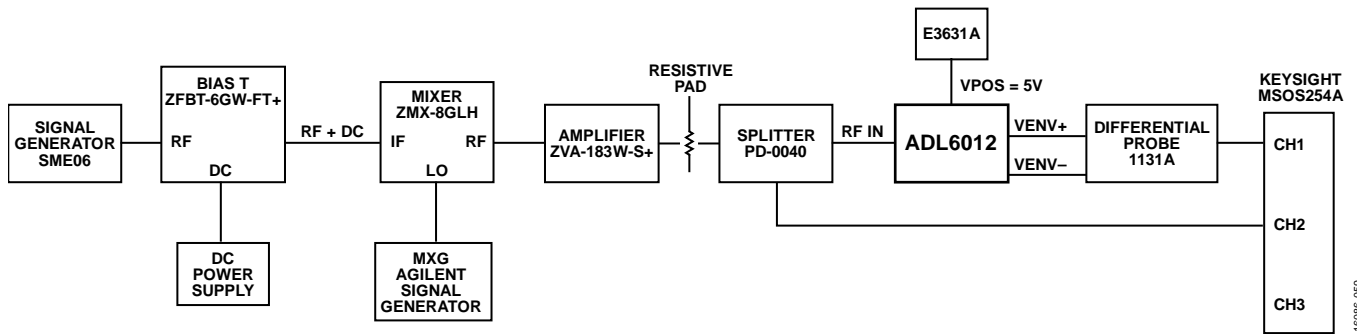 SIGNAL
GENERATOR
SME06
BIAS T
ZFBT-6GW-FT+
RF
DC
DC
POWER
SUPPLY
RF + DC
MIXER
ZMX-8GLH
IF
RF
LO
MXG
AGILENT
SIGNAL
GENERATOR
AMPLIFIER
ZVA-183W-S+
RESISTIVE
PAD
SPLITTER
PD-0040
RF IN
E3631A
VPOS = 5V
ADL6012
VENV+
VENV–
DIFFERENTIAL
PROBE
1131A
KEYSIGHT
MSOS254A
CH1
CH2
CH3
16086-050